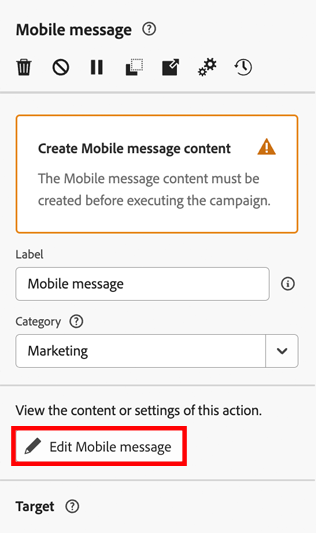 Mobile message
Create Mobile message content
The Mobile message content must be
created before executing the campaign.
Label
Mobile message
Category
Marketing
View the content or settings of this action.
Edit Mobile message
Target